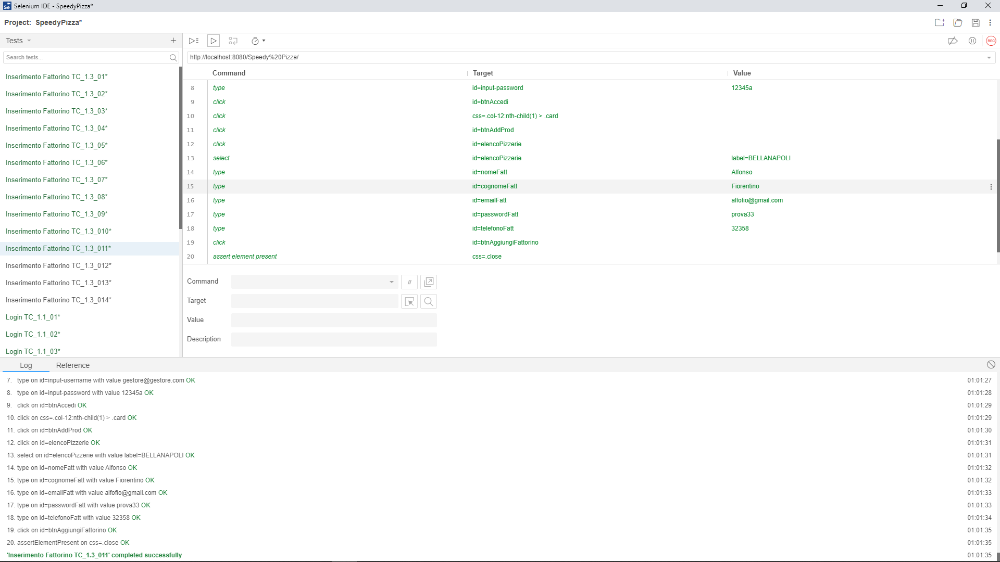 Selenium IDE - SpeedyPizza*
Project: SpeedyPizza*
Tests
Search tests...
Inserimento Fattorino TC_1.3_01*
Inserimento Fattorino TC_1.3_02*
Inserimento Fattorino TC_1.3_03*
Inserimento Fattorino TC_1.3_04*
Inserimento Fattorino TC_1.3_05*
Inserimento Fattorino TC_1.3_06*
Inserimento Fattorino TC_1.3_07*
Inserimento Fattorino TC_1.3_08*
Inserimento Fattorino TC_1.3_09*
Inserimento Fattorino TC_1.3_010*
Inserimento Fattorino TC_1.3_011*
Inserimento Fattorino TC_1.3_012*
Inserimento Fattorino TC_1.3_013*
Inserimento Fattorino TC_1.3_014*
Login TC_1.1_01*
Login TC_1.1_02*
Login TC_1.1_03*
REC
http://localhost:8080/Speedy%20Pizza/
Command Target Value
8 type id=input-password 12345a
9 click id=btnAccedi
10 click css=.col-12:nth-child(1) > .card
11 click id=btnAddProd
12 click id=elencoPizzerie
13 select id=elencoPizzerie label=BELLANAPOLI
14 type id=nomeFatt Alfonso
15 type id=cognomeFatt Fiorentino
16 type id=emailFatt alfofio@gmail.com
17 type id=passwordFatt prova33
18 type id=telefonoFatt 32358
19 click id=btnAggiungiFattorino
20 assert element present css=.close
Command //
Target
Value
Description
Log Reference
7. type on id=input-username with value gestore@gestore.com OK 01:01:27
8. type on id=input-password with value 12345a OK 01:01:28
9. click on id=btnAccedi OK 01:01:29
10. click on css=.col-12:nth-child(1) > .card OK 01:01:29
11. click on id=btnAddProd OK 01:01:30
12. click on id=elencoPizzerie OK 01:01:31
13. select on id=elencoPizzerie with value label=BELLANAPOLI OK 01:01:31
14. type on id=nomeFatt with value Alfonso OK 01:01:32
15. type on id=cognomeFatt with value Fiorentino OK 01:01:32
16. type on id=emailFatt with value alfofio@gmail.com OK 01:01:33
17. type on id=passwordFatt with value prova33 OK 01:01:33
18. type on id=telefonoFatt with value 32358 OK 01:01:34
19. click on id=btnAggiungiFattorino OK 01:01:35
20. assertElementPresent on css=.close OK 01:01:35
'Inserimento Fattorino TC_1.3_011' completed successfully 01:01:35